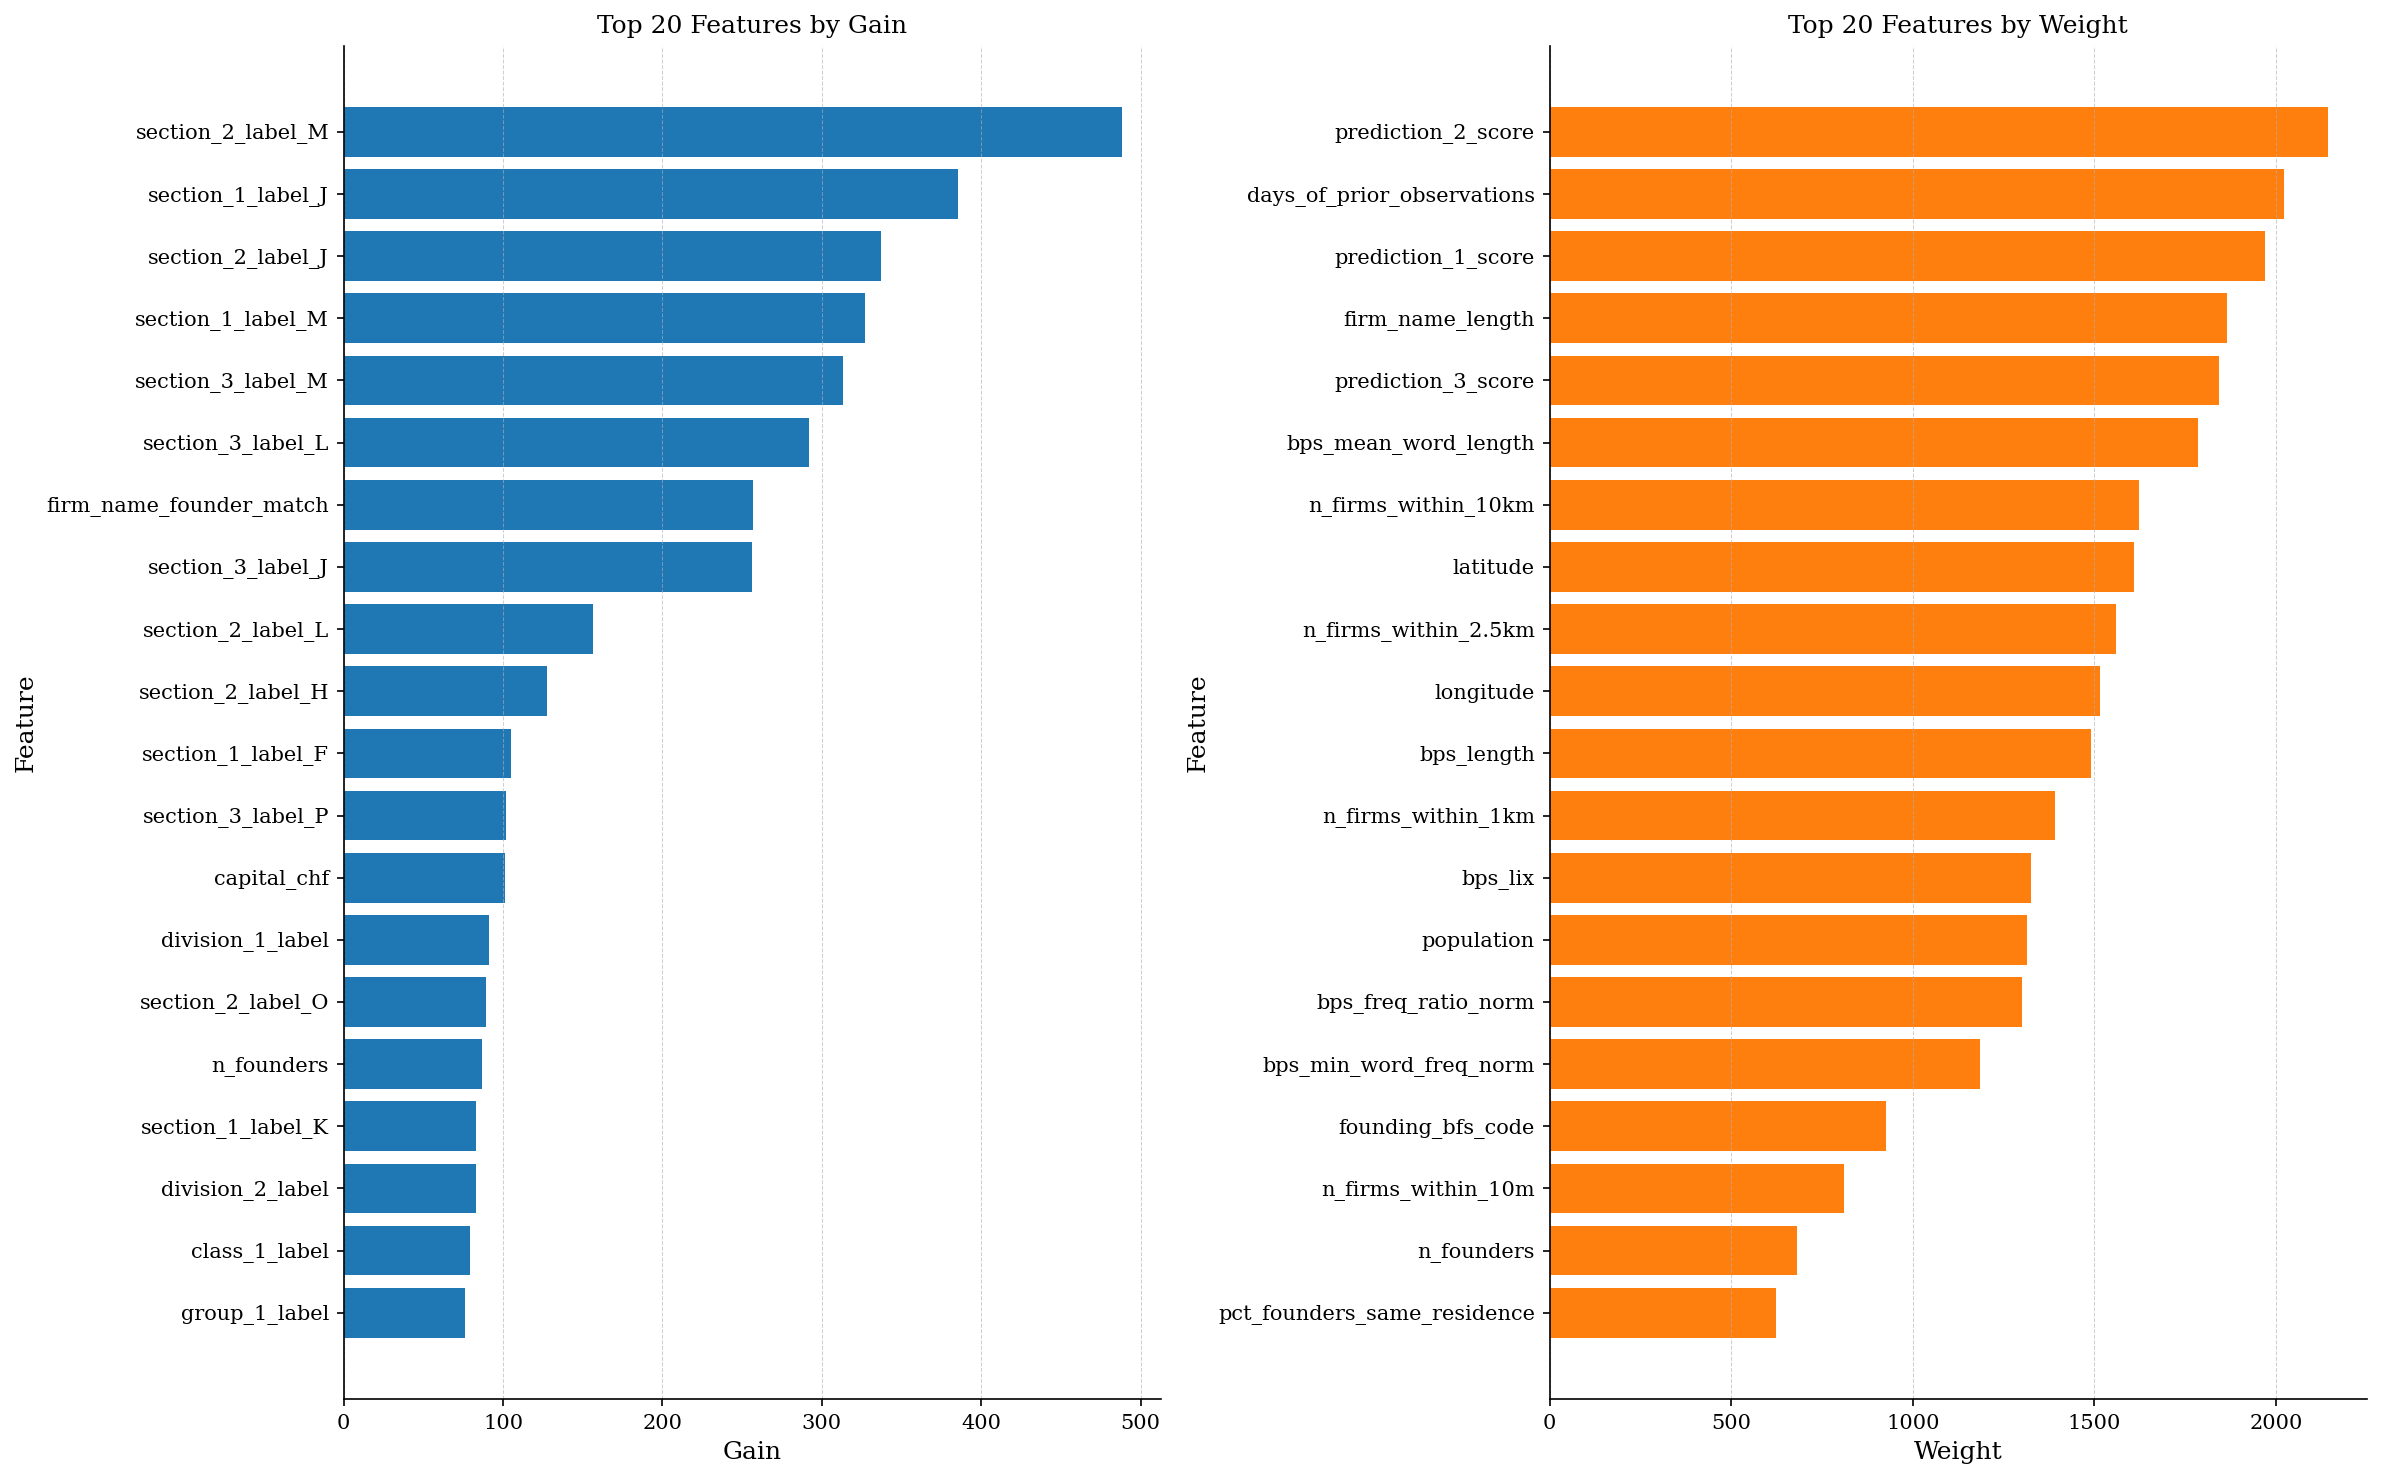 Top 20 Features by Gain
Feature
section_2_label_M
section_1_label_J
section_2_label_J
section_1_label_M
section_3_label_M
section_3_label_L
firm_name_founder_match
section_3_label_J
section_2_label_L
section_2_label_H
section_1_label_F
section_3_label_P
capital_chf
division_1_label
section_2_label_O
n_founders
section_1_label_K
division_2_label
class_1_label
group_1_label
0 100 200 300 400 500
Gain
Top 20 Features by Weight
Feature
prediction_2_score
days_of_prior_observations
prediction_1_score
firm_name_length
prediction_3_score
bps_mean_word_length
n_firms_within_10km
latitude
n_firms_within_2.5km
longitude
bps_length
n_firms_within_1km
bps_lix
population
bps_freq_ratio_norm
bps_min_word_freq_norm
founding_bfs_code
n_firms_within_10m
n_founders
pct_founders_same_residence
0 500 1000 1500 2000
Weight